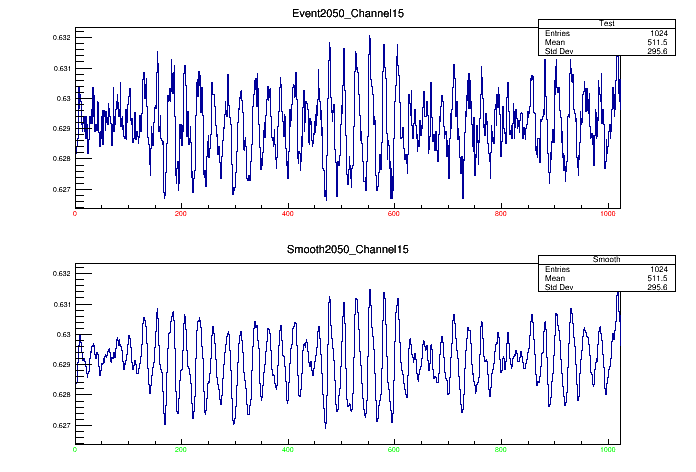 Event2050_Channel15
Test
Entries 1024
Mean 511.5
Std Dev 295.6
0.632
0.631
0.63
0.629
0.628
0.627
0 200 400 600 800 1000
Smooth2050_Channel15
Smooth
Entries 1024
Mean 511.5
Std Dev 295.6
0.632
0.631
0.63
0.629
0.628
0.627
0 200 400 600 800 1000